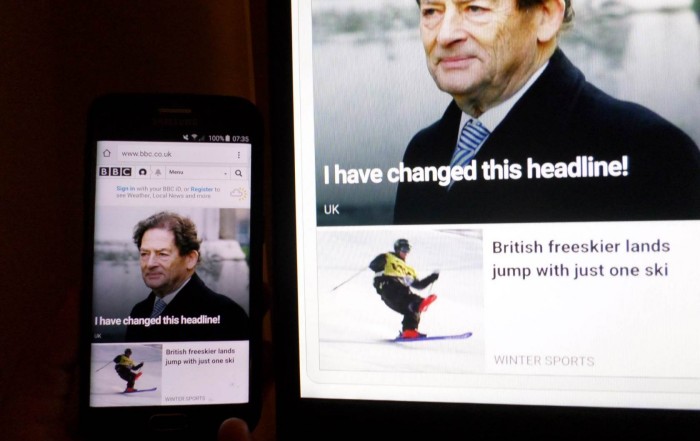 SAMSUNG
100% 07:35
www.bbc.co.uk
BBC Menu
Sign in with your BBC iD, or Register to
see Weather, Local News and more
I have changed this headline!
UK
British freeskier lands
jump with just one ski
WINTER SPORTS
I have changed this headline!
UK
British freeskier lands
jump with just one ski
WINTER SPORTS